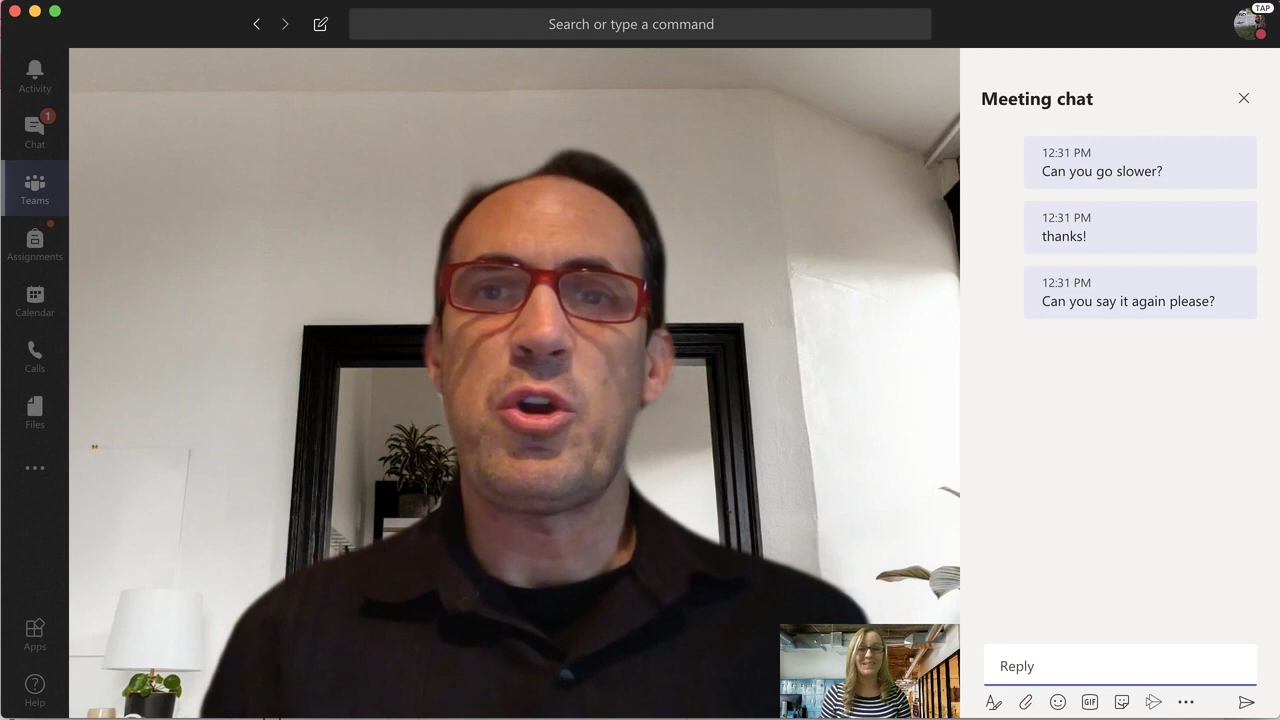 TAP
Search or type a command
Activity
1
Chat
Teams
Assignments
Calendar
Calls
Files
Apps
Help
Meeting chat
12:31 PM
Can you go slower?
12:31 PM
thanks!
12:31 PM
Can you say it again please?
Reply
GIF